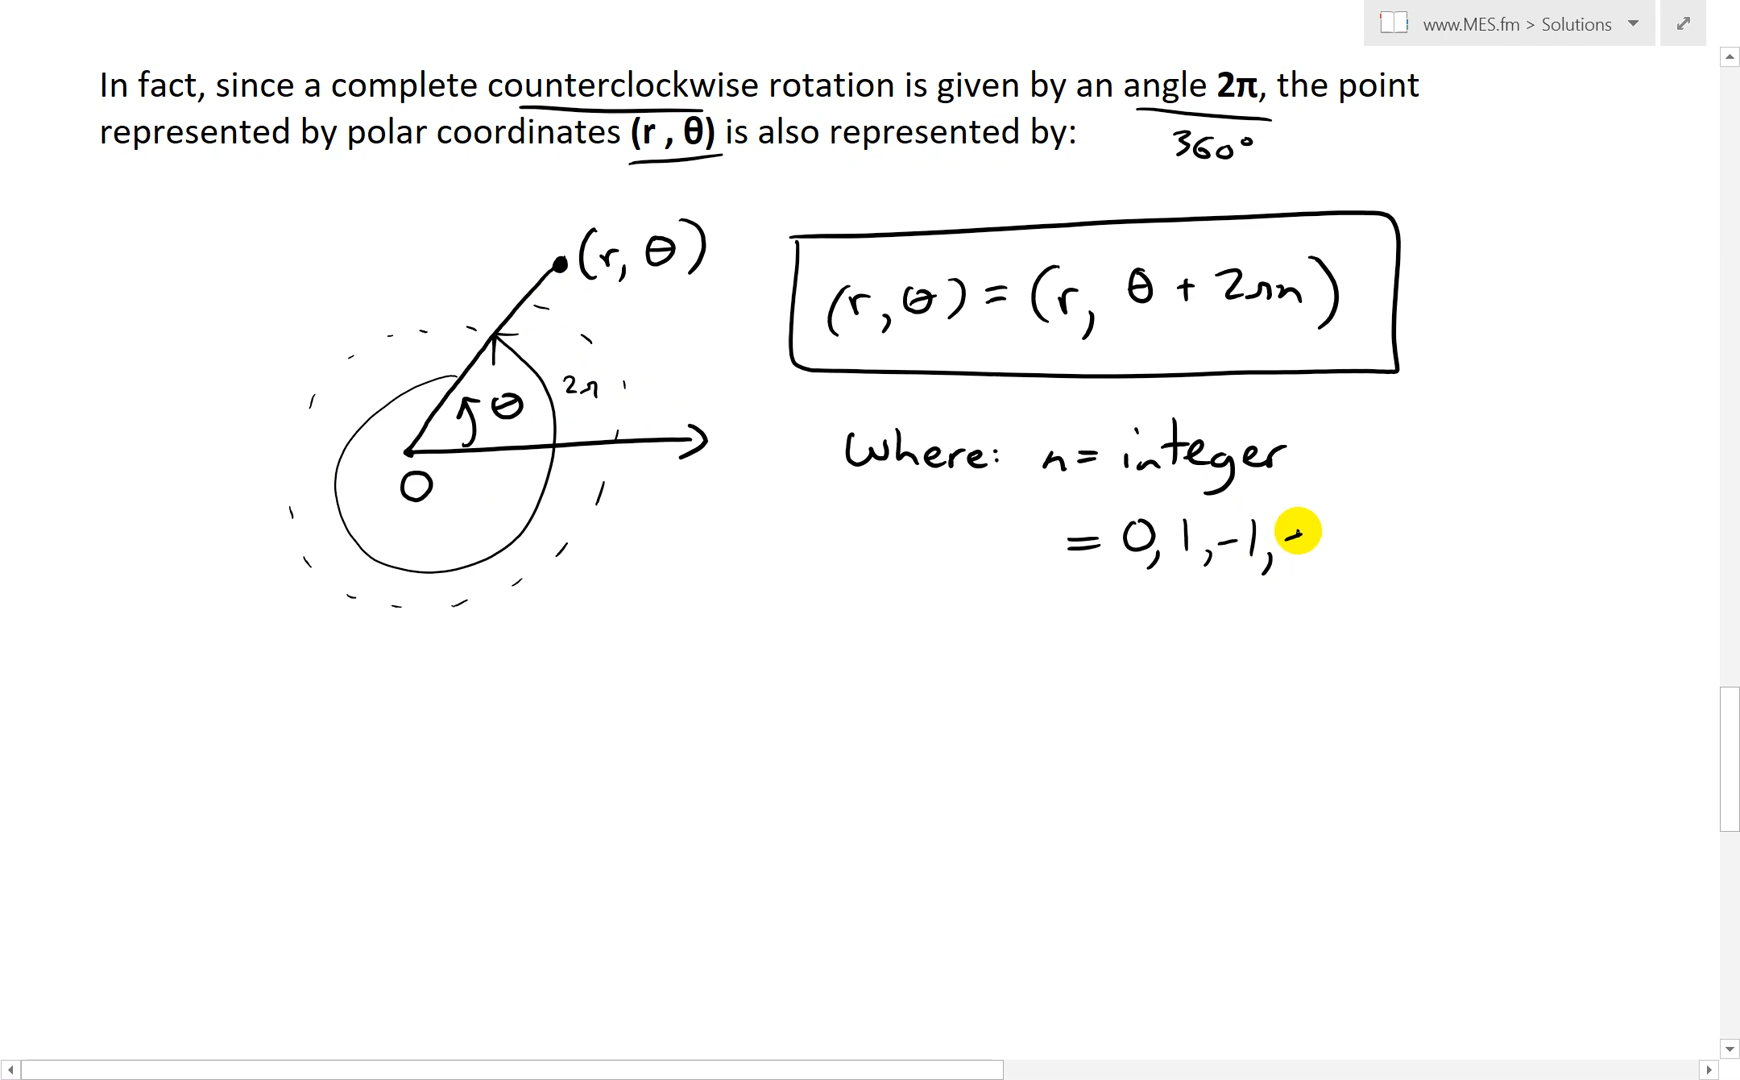 www.MES.fm > Solutions
In fact, since a complete counterclockwise rotation is given by an angle 2π, the point
represented by polar coordinates (r , θ) is also represented by:
360°
(r, θ)
(r, θ) = (r, θ + 2πn)
2π
θ
O
where: n = integer
= 0, 1, -1, -